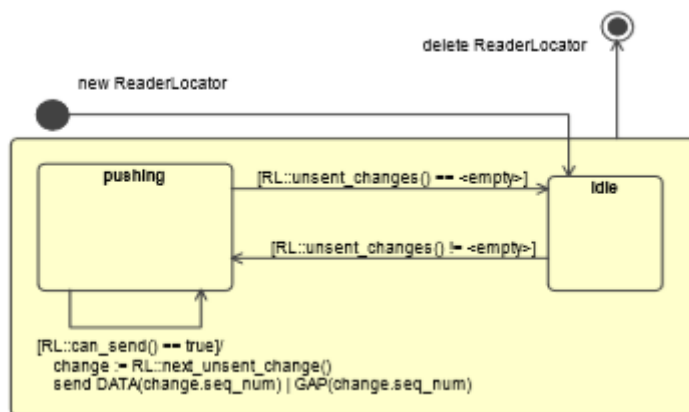 delete ReaderLocator
new ReaderLocator
pushing
[RL::unsent_changes() == <empty>]
idle
[RL::unsent_changes() != <empty>]
[RL::can_send() == true]/
change := RL::next_unsent_change()
send DATA(change.seq_num) | GAP(change.seq_num)